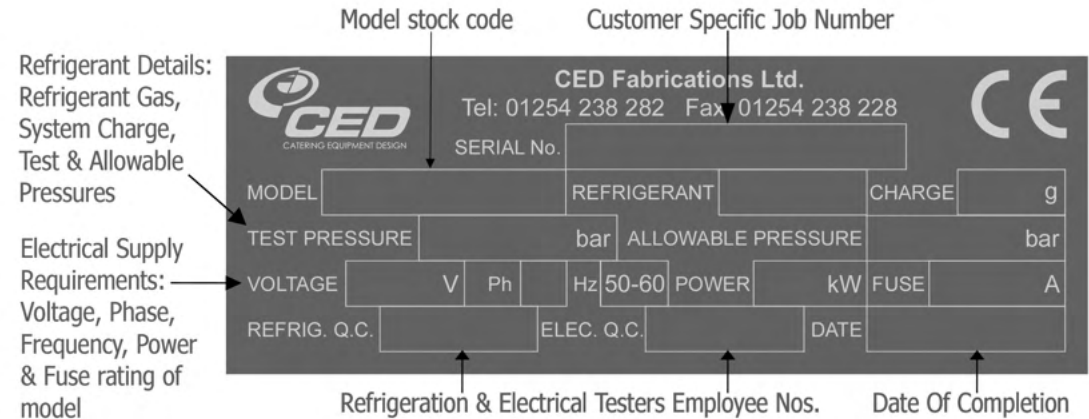 Model stock code
Customer Specific Job Number
Refrigerant Details:
Refrigerant Gas,
System Charge,
Test & Allowable
Pressures
Electrical Supply
Requirements:
Voltage, Phase,
Frequency, Power
& Fuse rating of
model
CED
CATERING EQUIPMENT DESIGN
CED Fabrications Ltd.
Tel: 01254 238 282 Fax: 01254 238 228
CE
SERIAL No.
MODEL REFRIGERANT CHARGE g
TEST PRESSURE bar ALLOWABLE PRESSURE bar
VOLTAGE V Ph Hz 50-60 POWER kW FUSE A
REFRIG. Q.C. ELEC. Q.C. DATE
Refrigeration & Electrical Testers Employee Nos.
Date Of Completion